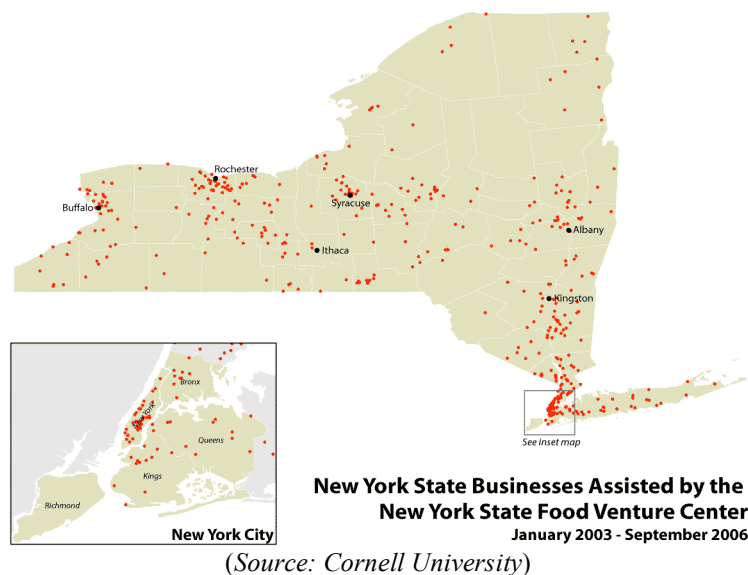 Rochester
Buffalo
Syracuse
Ithaca
Albany
Kingston
See inset map
Bronx
New York
Queens
Kings
Richmond
New York City
New York State Businesses Assisted by the
New York State Food Venture Center
January 2003 - September 2006
(Source: Cornell University)